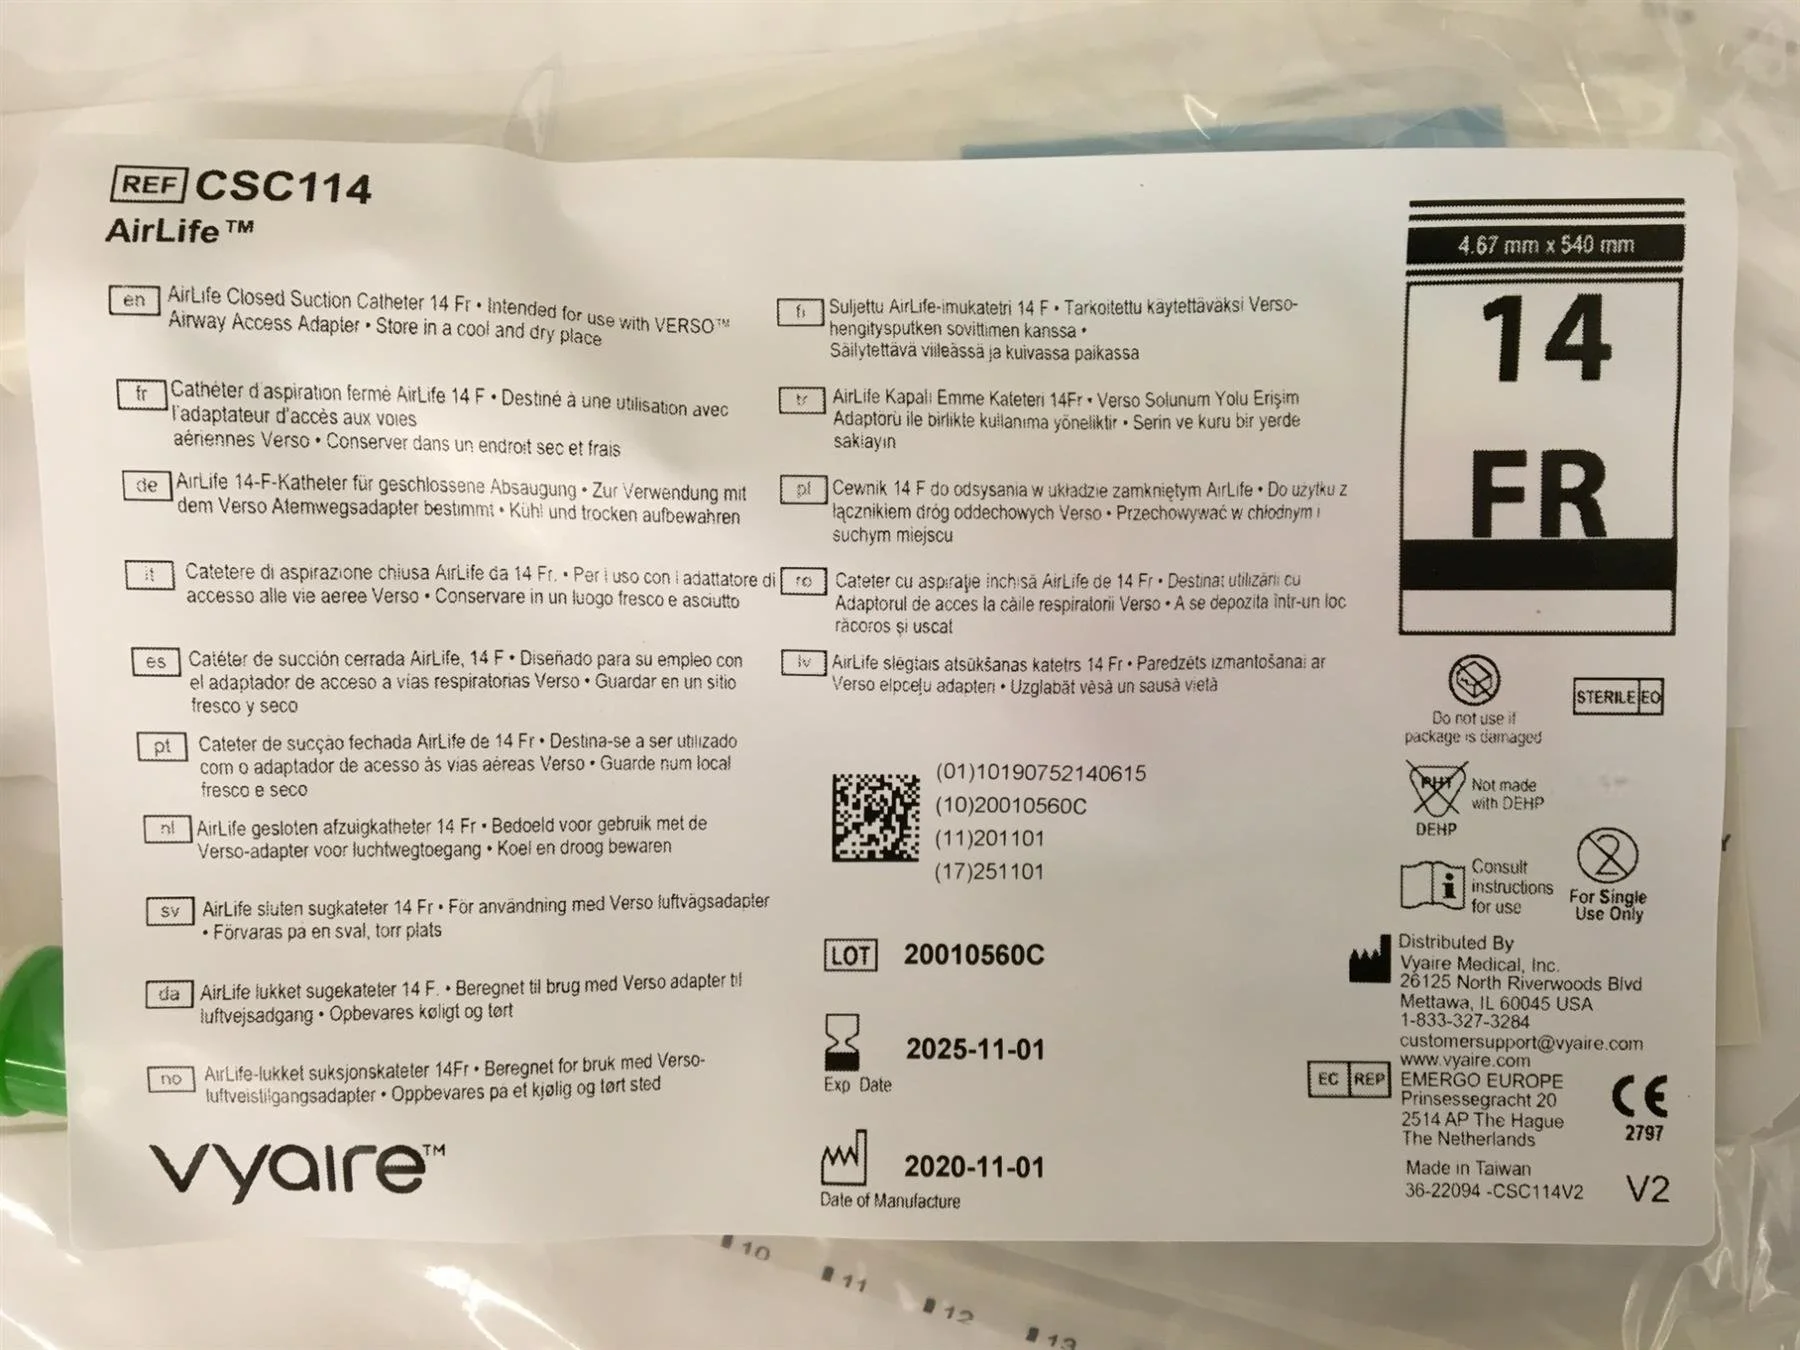 REF CSC114
AirLife™
en AirLife Closed Suction Catheter 14 Fr • Intended for use with VERSO™
Airway Access Adapter • Store in a cool and dry place
fr Cathéter d'aspiration fermé AirLife 14 F • Destiné à une utilisation avec
l'adaptateur d'accès aux voies
aériennes Verso • Conserver dans un endroit sec et frais
de AirLife 14-F-Katheter für geschlossene Absaugung • Zur Verwendung mit
dem Verso Atemwegsadapter bestimmt • Kühl und trocken aufbewahren
it Catetere di aspirazione chiusa AirLife da 14 Fr. • Per l uso con l adattatore di
accesso alle vie aeree Verso • Conservare in un luogo fresco e asciutto
es Catéter de succión cerrada AirLife, 14 F • Diseñado para su empleo con
el adaptador de acceso a vías respiratorias Verso • Guardar en un sitio
fresco y seco
pt Cateter de sucção fechada AirLife de 14 Fr • Destina-se a ser utilizado
com o adaptador de acesso às vias aéreas Verso • Guarde num local
fresco e seco
nl AirLife gesloten afzuigkatheter 14 Fr • Bedoeld voor gebruik met de
Verso-adapter voor luchtwegtoegang • Koel en droog bewaren
sv AirLife sluten sugkateter 14 Fr • För användning med Verso luftvägsadapter
• Förvaras på en sval, torr plats
da AirLife lukket sugekateter 14 F. • Beregnet til brug med Verso adapter til
luftvejsadgang • Opbevares køligt og tørt
no AirLife-lukket suksjonskateter 14Fr • Beregnet for bruk med Verso-
luftveistilgangsadapter • Oppbevares på et kjølig og tørt sted
vyaire™
fi Suljettu AirLife-imukatetri 14 F • Tarkoitettu käytettäväksi Verso-
hengitysputken sovittimen kanssa •
Säilytettävä viileässä ja kuivassa paikassa
tr AirLife Kapalı Emme Kateteri 14Fr • Verso Solunum Yolu Erişim
Adaptörü ile birlikte kullanıma yöneliktir • Serin ve kuru bir yerde
saklayın
pl Cewnik 14 F do odsysania w układzie zamkniętym AirLife • Do użytku z
łącznikiem dróg oddechowych Verso • Przechowywać w chłodnym i
suchym miejscu
ro Cateter cu aspirație închisă AirLife de 14 Fr • Destinat utilizării cu
Adaptorul de acces la căile respiratorii Verso • A se depozita într-un loc
răcoros și uscat
lv AirLife slēgtais atsūkšanas katetrs 14 Fr • Paredzēts izmantošanai ar
Verso elpceļu adapteri • Uzglabāt vēsā un sausā vietā
(01)10190752140615
(10)20010560C
(11)201101
(17)251101
LOT 20010560C
2025-11-01
Exp Date
2020-11-01
Date of Manufacture
4.67 mm x 540 mm
14
FR
Do not use if
package is damaged
STERILE EO
PHT
DEHP
Not made
with DEHP
Consult
instructions
for use
2
For Single
Use Only
Distributed By
Vyaire Medical, Inc.
26125 North Riverwoods Blvd
Mettawa, IL 60045 USA
1-833-327-3284
customersupport@vyaire.com
www.vyaire.com
EC REP EMERGO EUROPE
Prinsessegracht 20
2514 AP The Hague
The Netherlands
CE
2797
Made in Taiwan
36-22094 -CSC114V2
V2
10
11
12
13